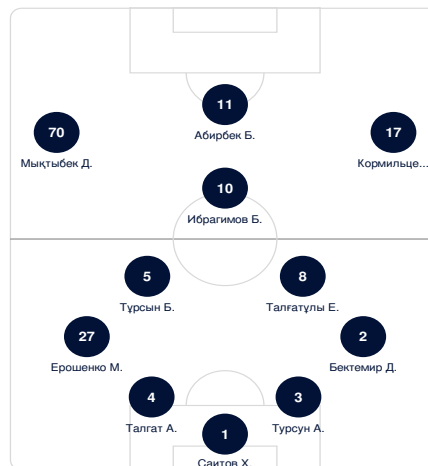 11
Абирбек Б.
70
Мықтыбек Д.
17
Кормильце...
10
Ибрагимов Б.
5
Тұрсын Б.
8
Талғатұлы Е.
27
Ерошенко М.
2
Бектемир Д.
4
Талгат А.
3
Турсун А.
1
Саитов Х.